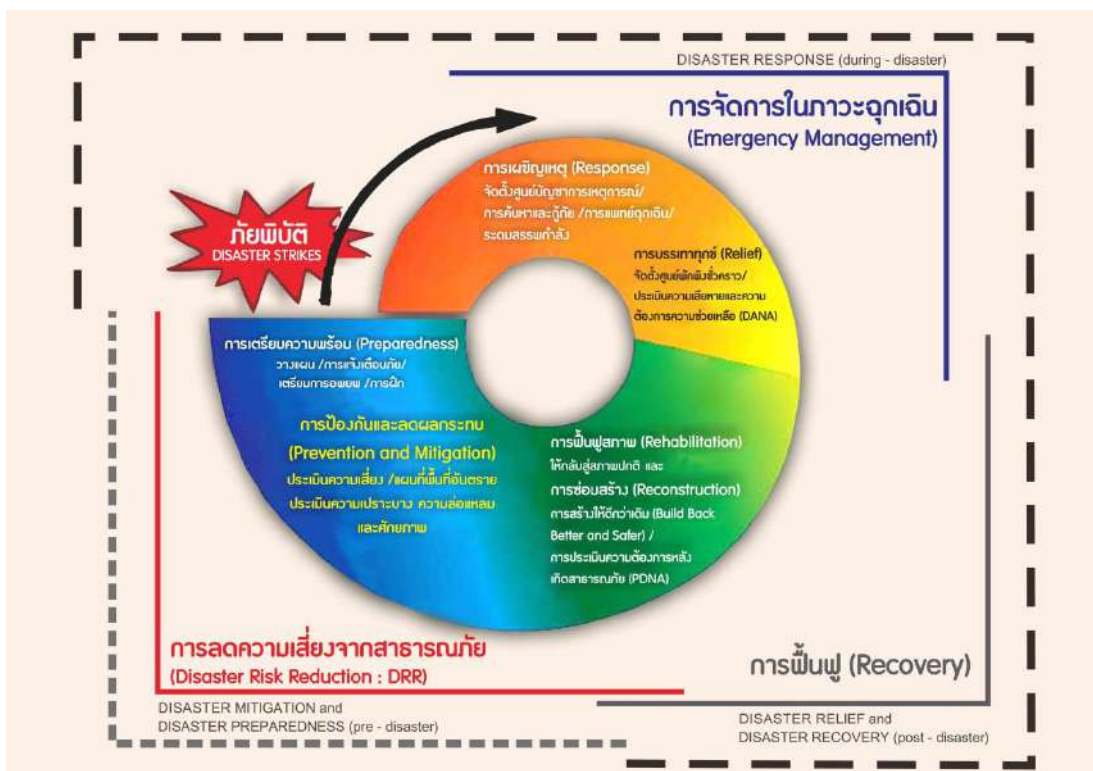 DISASTER RESPONSE (during - disaster)
การจัดการในภาวะฉุกเฉิน
(Emergency Management)
ภัยพิบัติ
DISASTER STRIKES
การเผชิญเหตุ (Response)
จัดตั้งศูนย์บัญชาการเหตุการณ์/
การค้นหาและกู้ภัย /การแพทย์ฉุกเฉิน/
ระดมสรรพกำลัง
การบรรเทาทุกข์ (Relief)
จัดตั้งศูนย์พักพิงชั่วคราว/
ประเมินความเสียหายและความ
ต้องการความช่วยเหลือ (DANA)
การเตรียมความพร้อม (Preparedness)
วางแผน /การแจ้งเตือนภัย/
เตรียมการอพยพ /การฝึก
การป้องกันและลดผลกระทบ
(Prevention and Mitigation)
ประเมินความเสี่ยง /แผนที่พื้นที่อันตราย
ประเมินความเปราะบาง ความล่อแหลม
และศักยภาพ
การฟื้นฟูสภาพ (Rehabilitation)
ให้กลับสู่สภาพปกติ และ
การซ่อมสร้าง (Reconstruction)
การสร้างให้ดีกว่าเดิม (Build Back
Better and Safer) /
การประเมินความต้องการหลัง
เกิดสาธารณภัย (PDNA)
การลดความเสี่ยงจากสาธารณภัย
(Disaster Risk Reduction : DRR)
DISASTER MITIGATION and
DISASTER PREPAREDNESS (pre - disaster)
การฟื้นฟู (Recovery)
DISASTER RELIEF and
DISASTER RECOVERY (post - disaster)